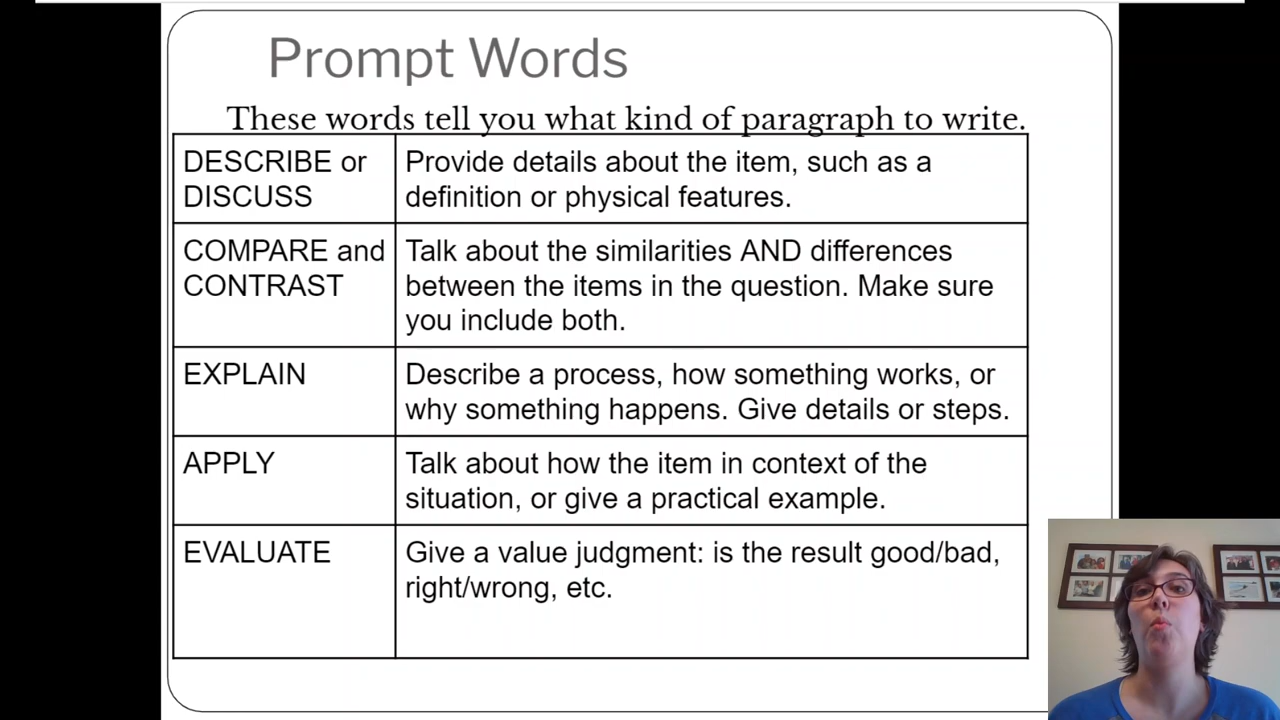 Prompt Words
These words tell you what kind of paragraph to write.
DESCRIBE or
DISCUSS
Provide details about the item, such as a
definition or physical features.
COMPARE and
CONTRAST
Talk about the similarities AND differences
between the items in the question. Make sure
you include both.
EXPLAIN
Describe a process, how something works, or
why something happens. Give details or steps.
APPLY
Talk about how the item in context of the
situation, or give a practical example.
EVALUATE
Give a value judgment: is the result good/bad,
right/wrong, etc.